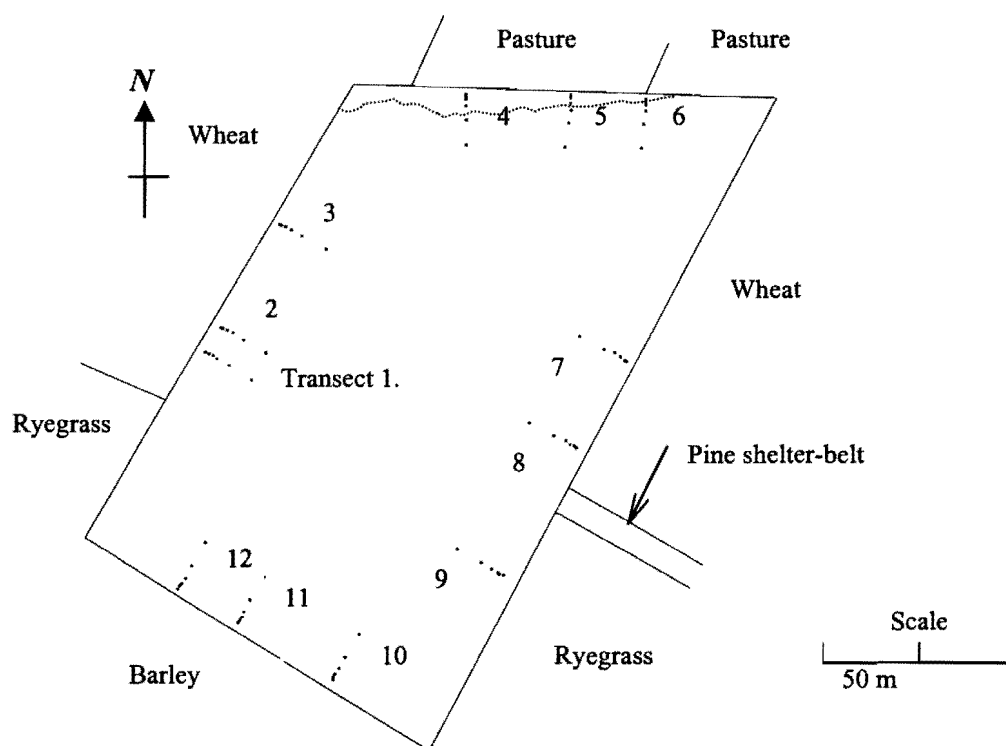 Pasture
Pasture
N
Wheat
4
5
6
3
Wheat
2
7
Transect 1.
Ryegrass
8
Pine shelter-belt
12
9
11
Scale
10
Ryegrass
Barley
50 m